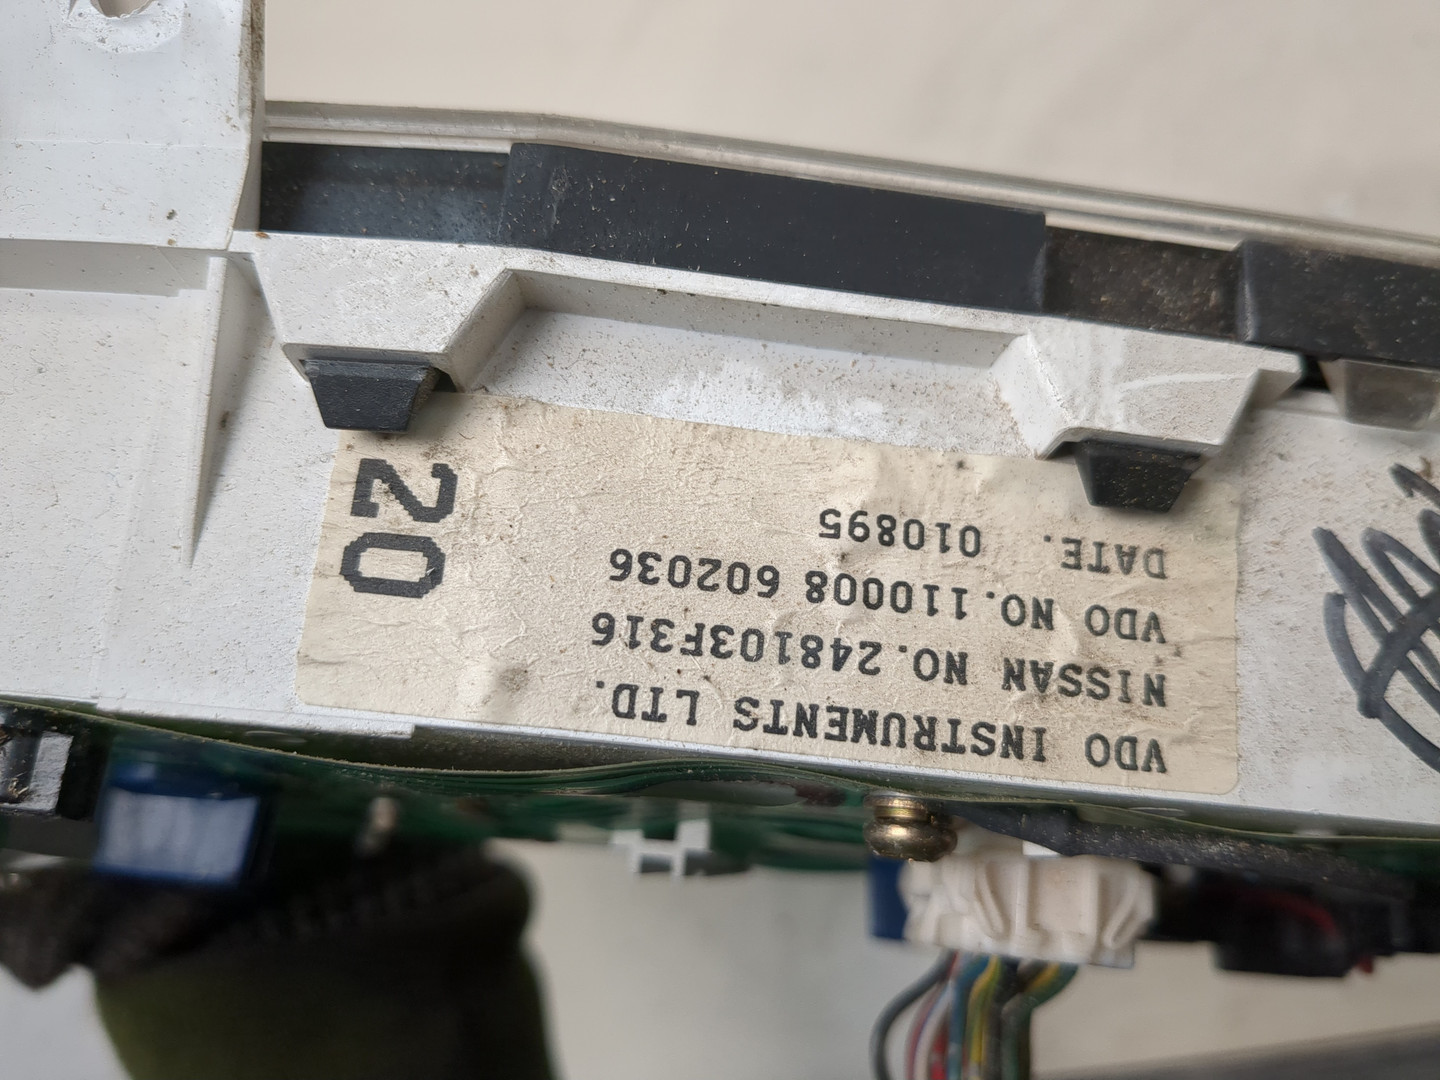 VDO INSTRUMENTS LTD.
NISSAN NO.248103F316
VDO NO.110008 602036
DATE. 010895
20